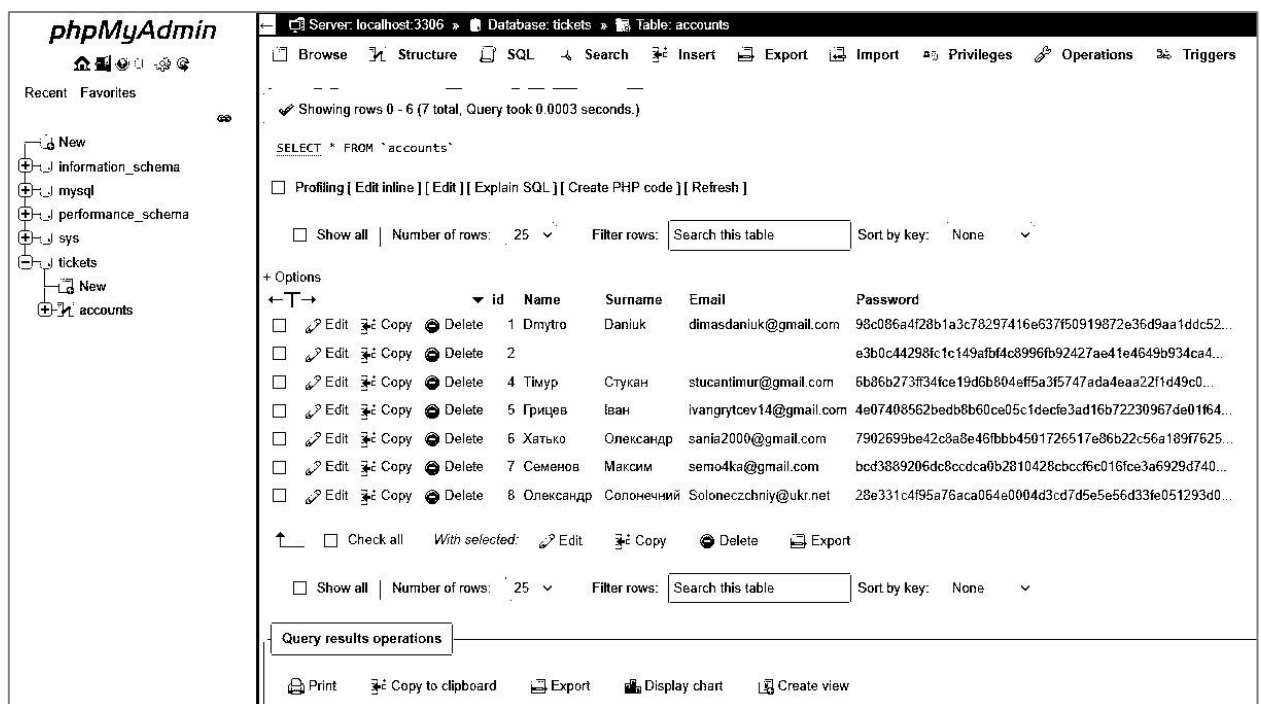 phpMyAdmin
Recent Favorites
New
information_schema
mysql
performance_schema
sys
tickets
New
accounts
Server: localhost:3306 » Database: tickets » Table: accounts
Browse Structure SQL Search Insert Export Import Privileges Operations Triggers
Showing rows 0 - 6 (7 total, Query took 0.0003 seconds.)
SELECT * FROM `accounts`
Profiling [ Edit inline ] [ Edit ] [ Explain SQL ] [ Create PHP code ] [ Refresh ]
Show all | Number of rows: 25 Filter rows: Search this table Sort by key: None
+ Options
←T→ ▼ id Name Surname Email Password
Edit Copy Delete 1 Dmytro Daniuk dimasdaniuk@gmail.com 98c086a4f28b1a3c78297416e637f50919872e36d9aa1ddc52...
Edit Copy Delete 2 e3b0c44298fc1c149afbf4c8996fb92427ae41e4649b934ca4...
Edit Copy Delete 4 Тімур Стукан stucantimur@gmail.com 6b86b273ff34fce19d6b804eff5a3f5747ada4eaa22f1d49c0...
Edit Copy Delete 5 Грицев Іван ivangrytcev14@gmail.com 4e07408562bedb8b60ce05c1decfe3ad16b72230967de01f64...
Edit Copy Delete 6 Хатько Олександр sania2000@gmail.com 7902699be42c8a8e46fbbb4501726517e86b22c56a189f7625...
Edit Copy Delete 7 Семенов Максим semo4ka@gmail.com bcd3889206dc8ccdca0b2810428cbccf6c016fce3a6929d740...
Edit Copy Delete 8 Олександр Солонечний Soloneczchniy@ukr.net 28e331c4f95a76aca064e0004d3cd7d5e5e56d33fe051293d0...
Check all With selected: Edit Copy Delete Export
Show all | Number of rows: 25 Filter rows: Search this table Sort by key: None
Query results operations
Print Copy to clipboard Export Display chart Create view